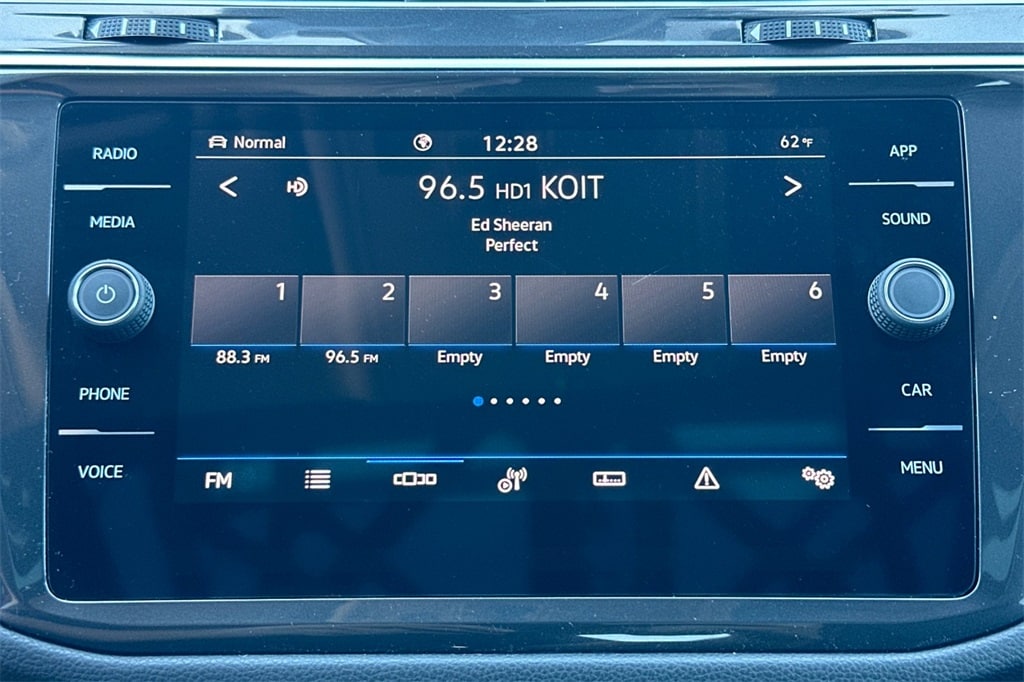 RADIO
MEDIA
PHONE
VOICE
Normal 12:28 62°F
< HD 96.5 HD1 KOIT >
Ed Sheeran
Perfect
1 2 3 4 5 6
88.3 FM 96.5 FM Empty Empty Empty Empty
FM
APP
SOUND
CAR
MENU